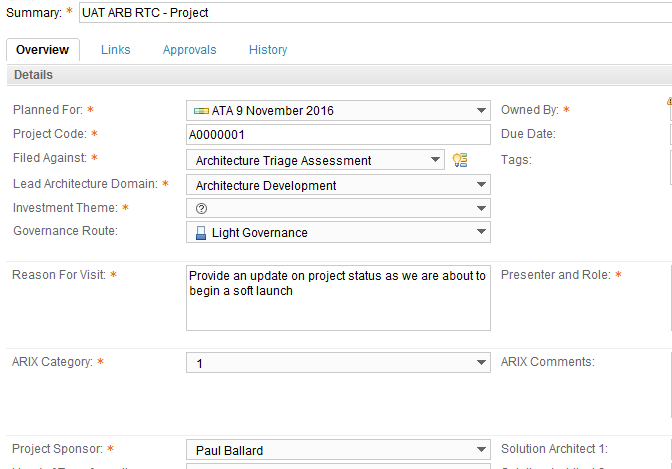 Summary: * UAT ARB RTC - Project
Overview Links Approvals History
Details
Planned For: * ATA 9 November 2016 Owned By: *
Project Code: * A0000001 Due Date:
Filed Against: * Architecture Triage Assessment Tags:
Lead Architecture Domain: * Architecture Development
Investment Theme: *
Governance Route: Light Governance
Reason For Visit: * Provide an update on project status as we are about to Presenter and Role: *
begin a soft launch
ARIX Category: * 1 ARIX Comments:
Project Sponsor: * Paul Ballard Solution Architect 1: